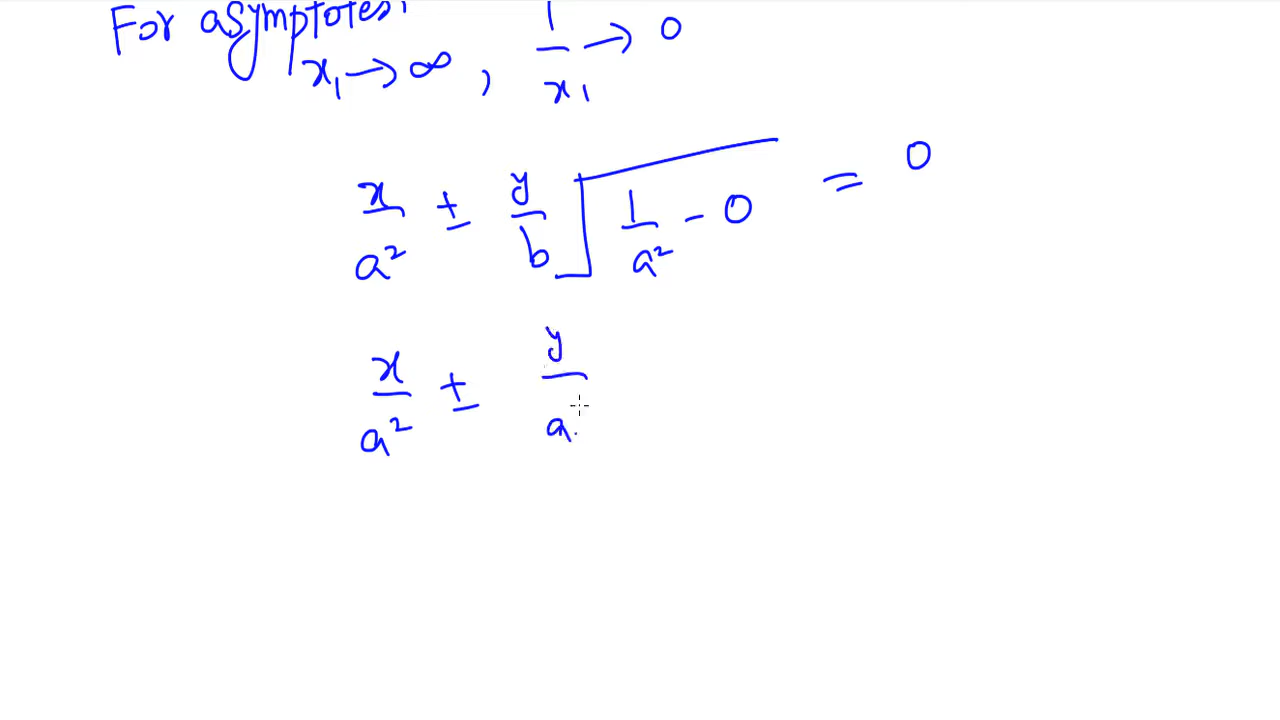 For asymptotes:
x₁ → ∞, 1/x₁ → 0
x/a² ± y/b √(1/a² - 0) = 0
x/a² ± y/a